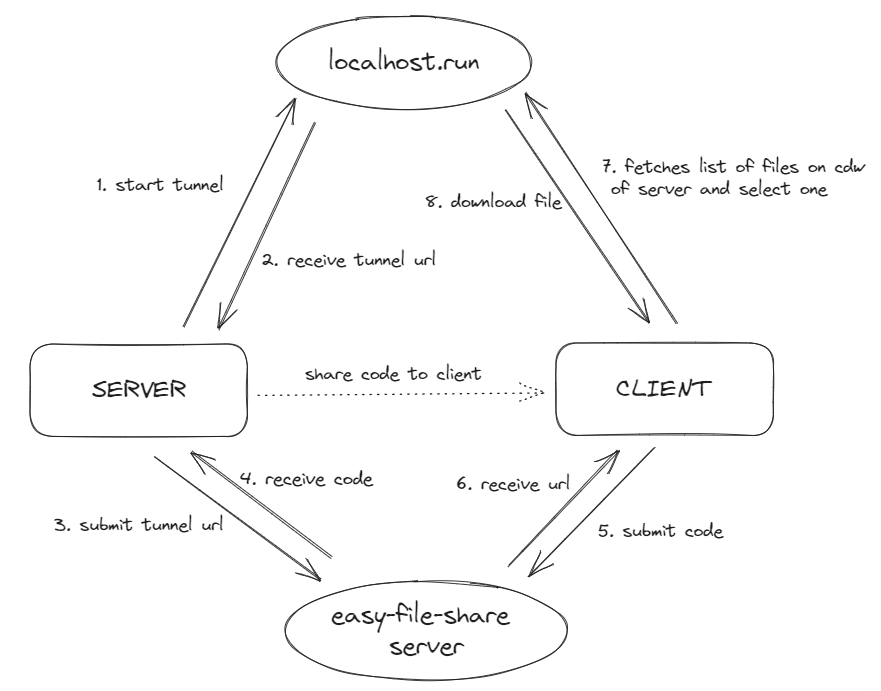 localhost.run
1. start tunnel
7. fetches list of files on cdw
of server and select one
8. download file
2. receive tunnel url
SERVER
share code to client
CLIENT
4. receive code
6. receive url
3. submit tunnel url
5. submit code
easy-file-share
server